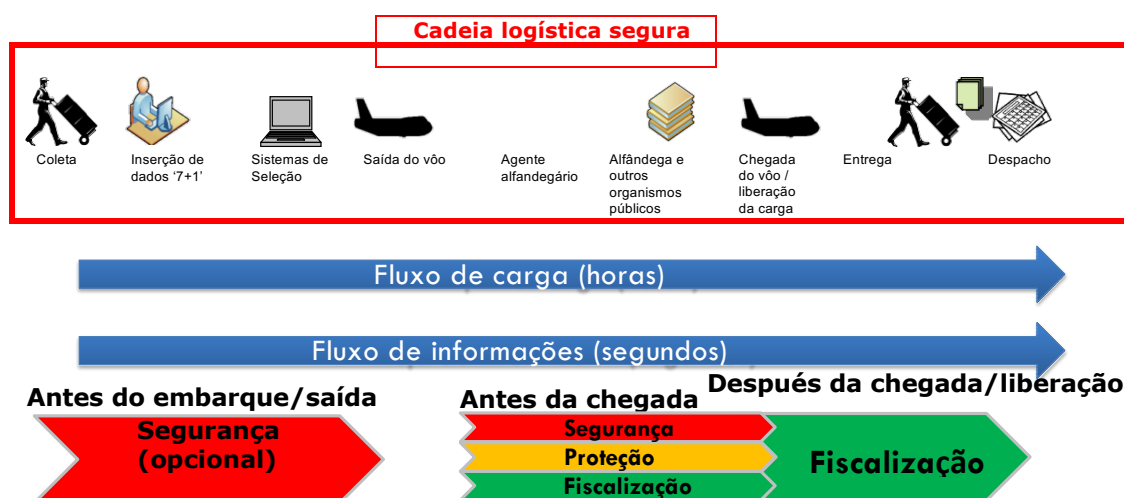 Cadeia logística segura
Coleta
Inserção de
dados ‘7+1’
Sistemas de
Seleção
Saída do vôo
Agente
alfandegário
Alfândega e
outros
organismos
públicos
Chegada
do vôo /
liberação
da carga
Entrega
Despacho
Fluxo de carga (horas)
Fluxo de informações (segundos)
Antes do embarque/saída
Segurança
(opcional)
Antes da chegada
Segurança
Proteção
Fiscalização
Después da chegada/liberação
Fiscalização